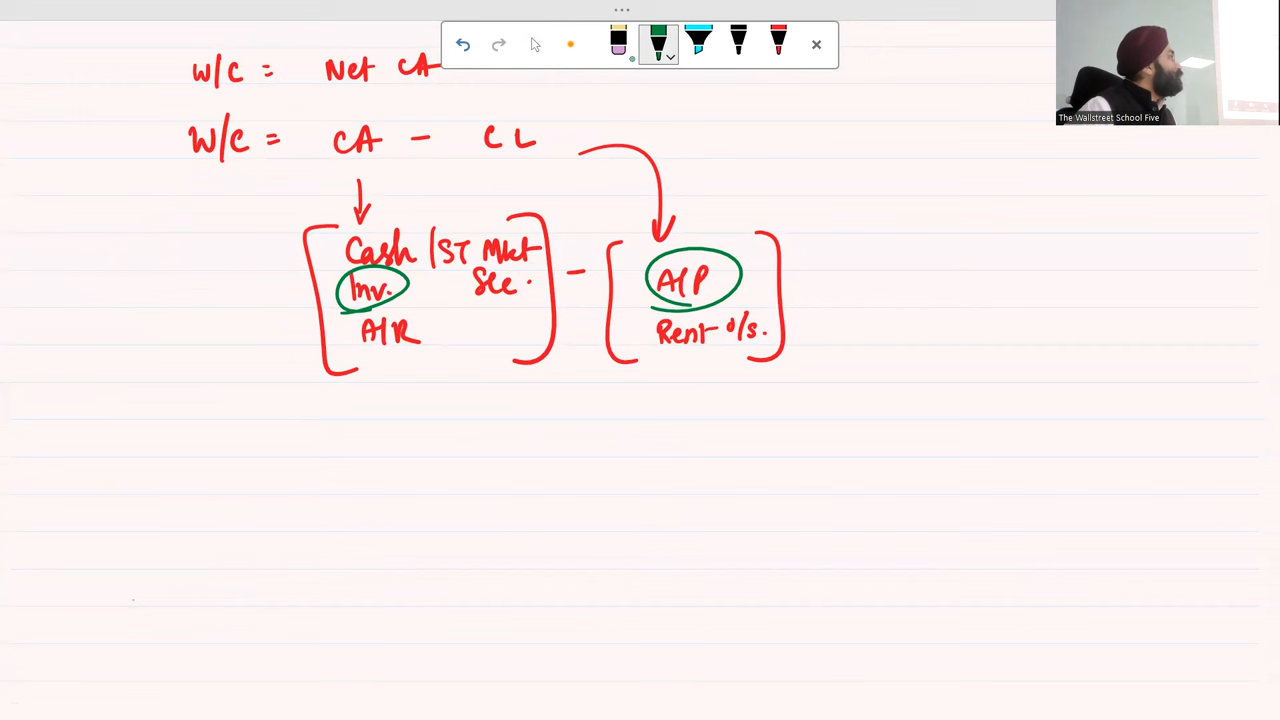 W/C = Net CA
W/C = CA - CL
Cash / ST Mkt
Inv. Sec.
A/R
-
A/P
Rent o/s.
The Wallstreet School Five